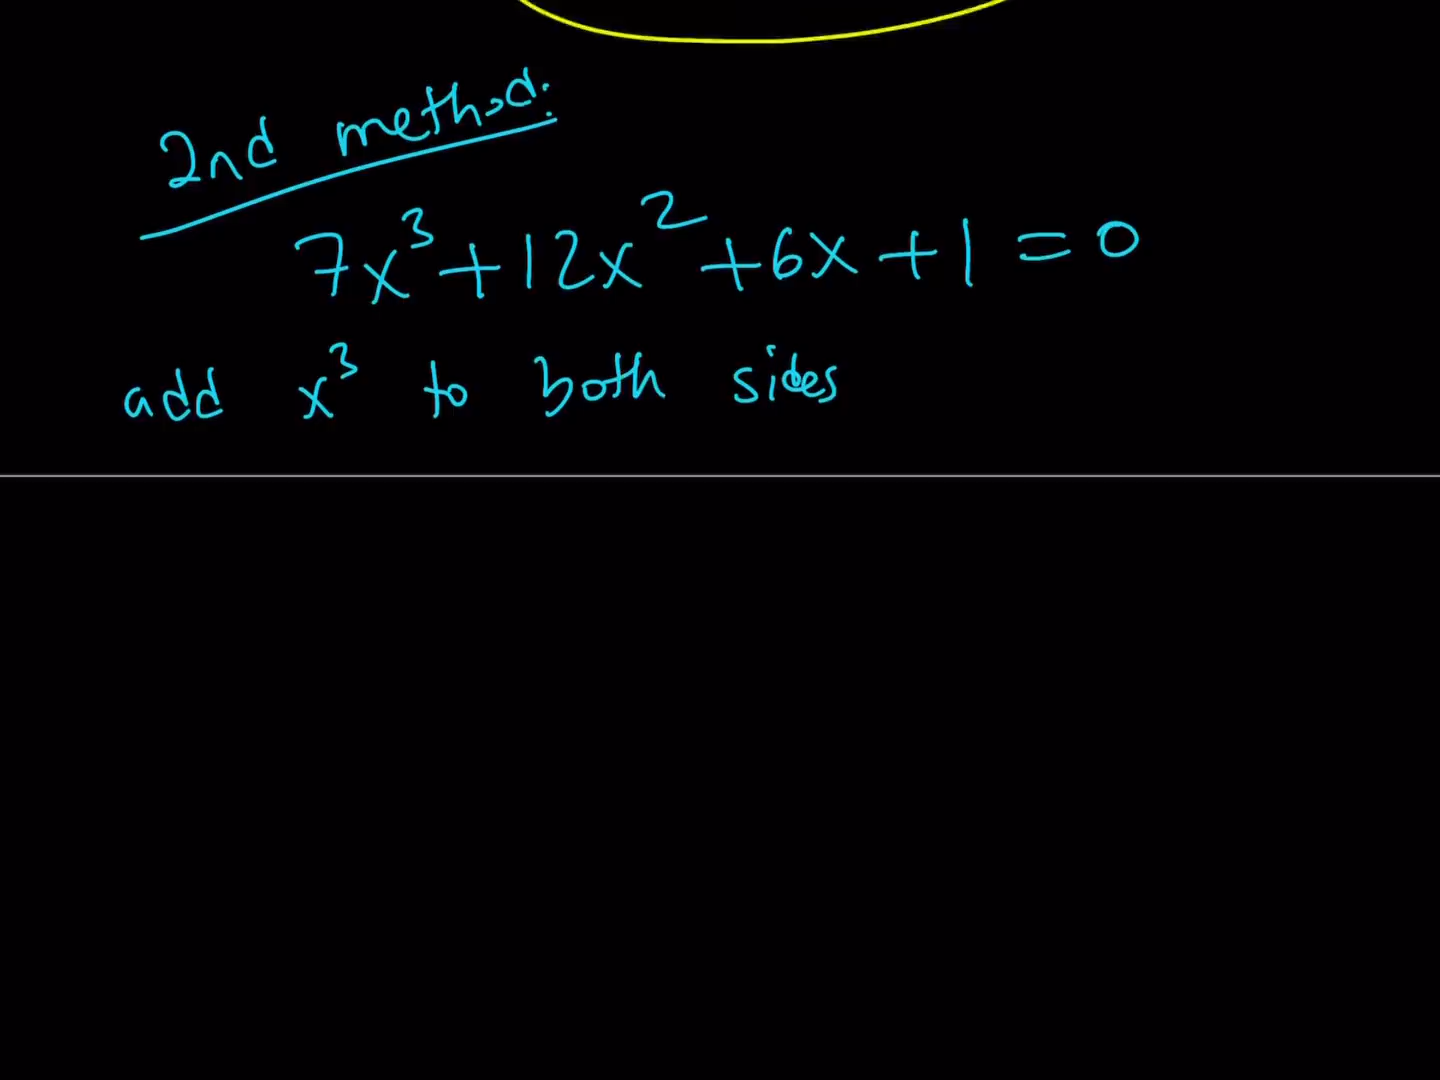 2nd method:
7x³+12x²+6x+1=0
add x³ to both sides